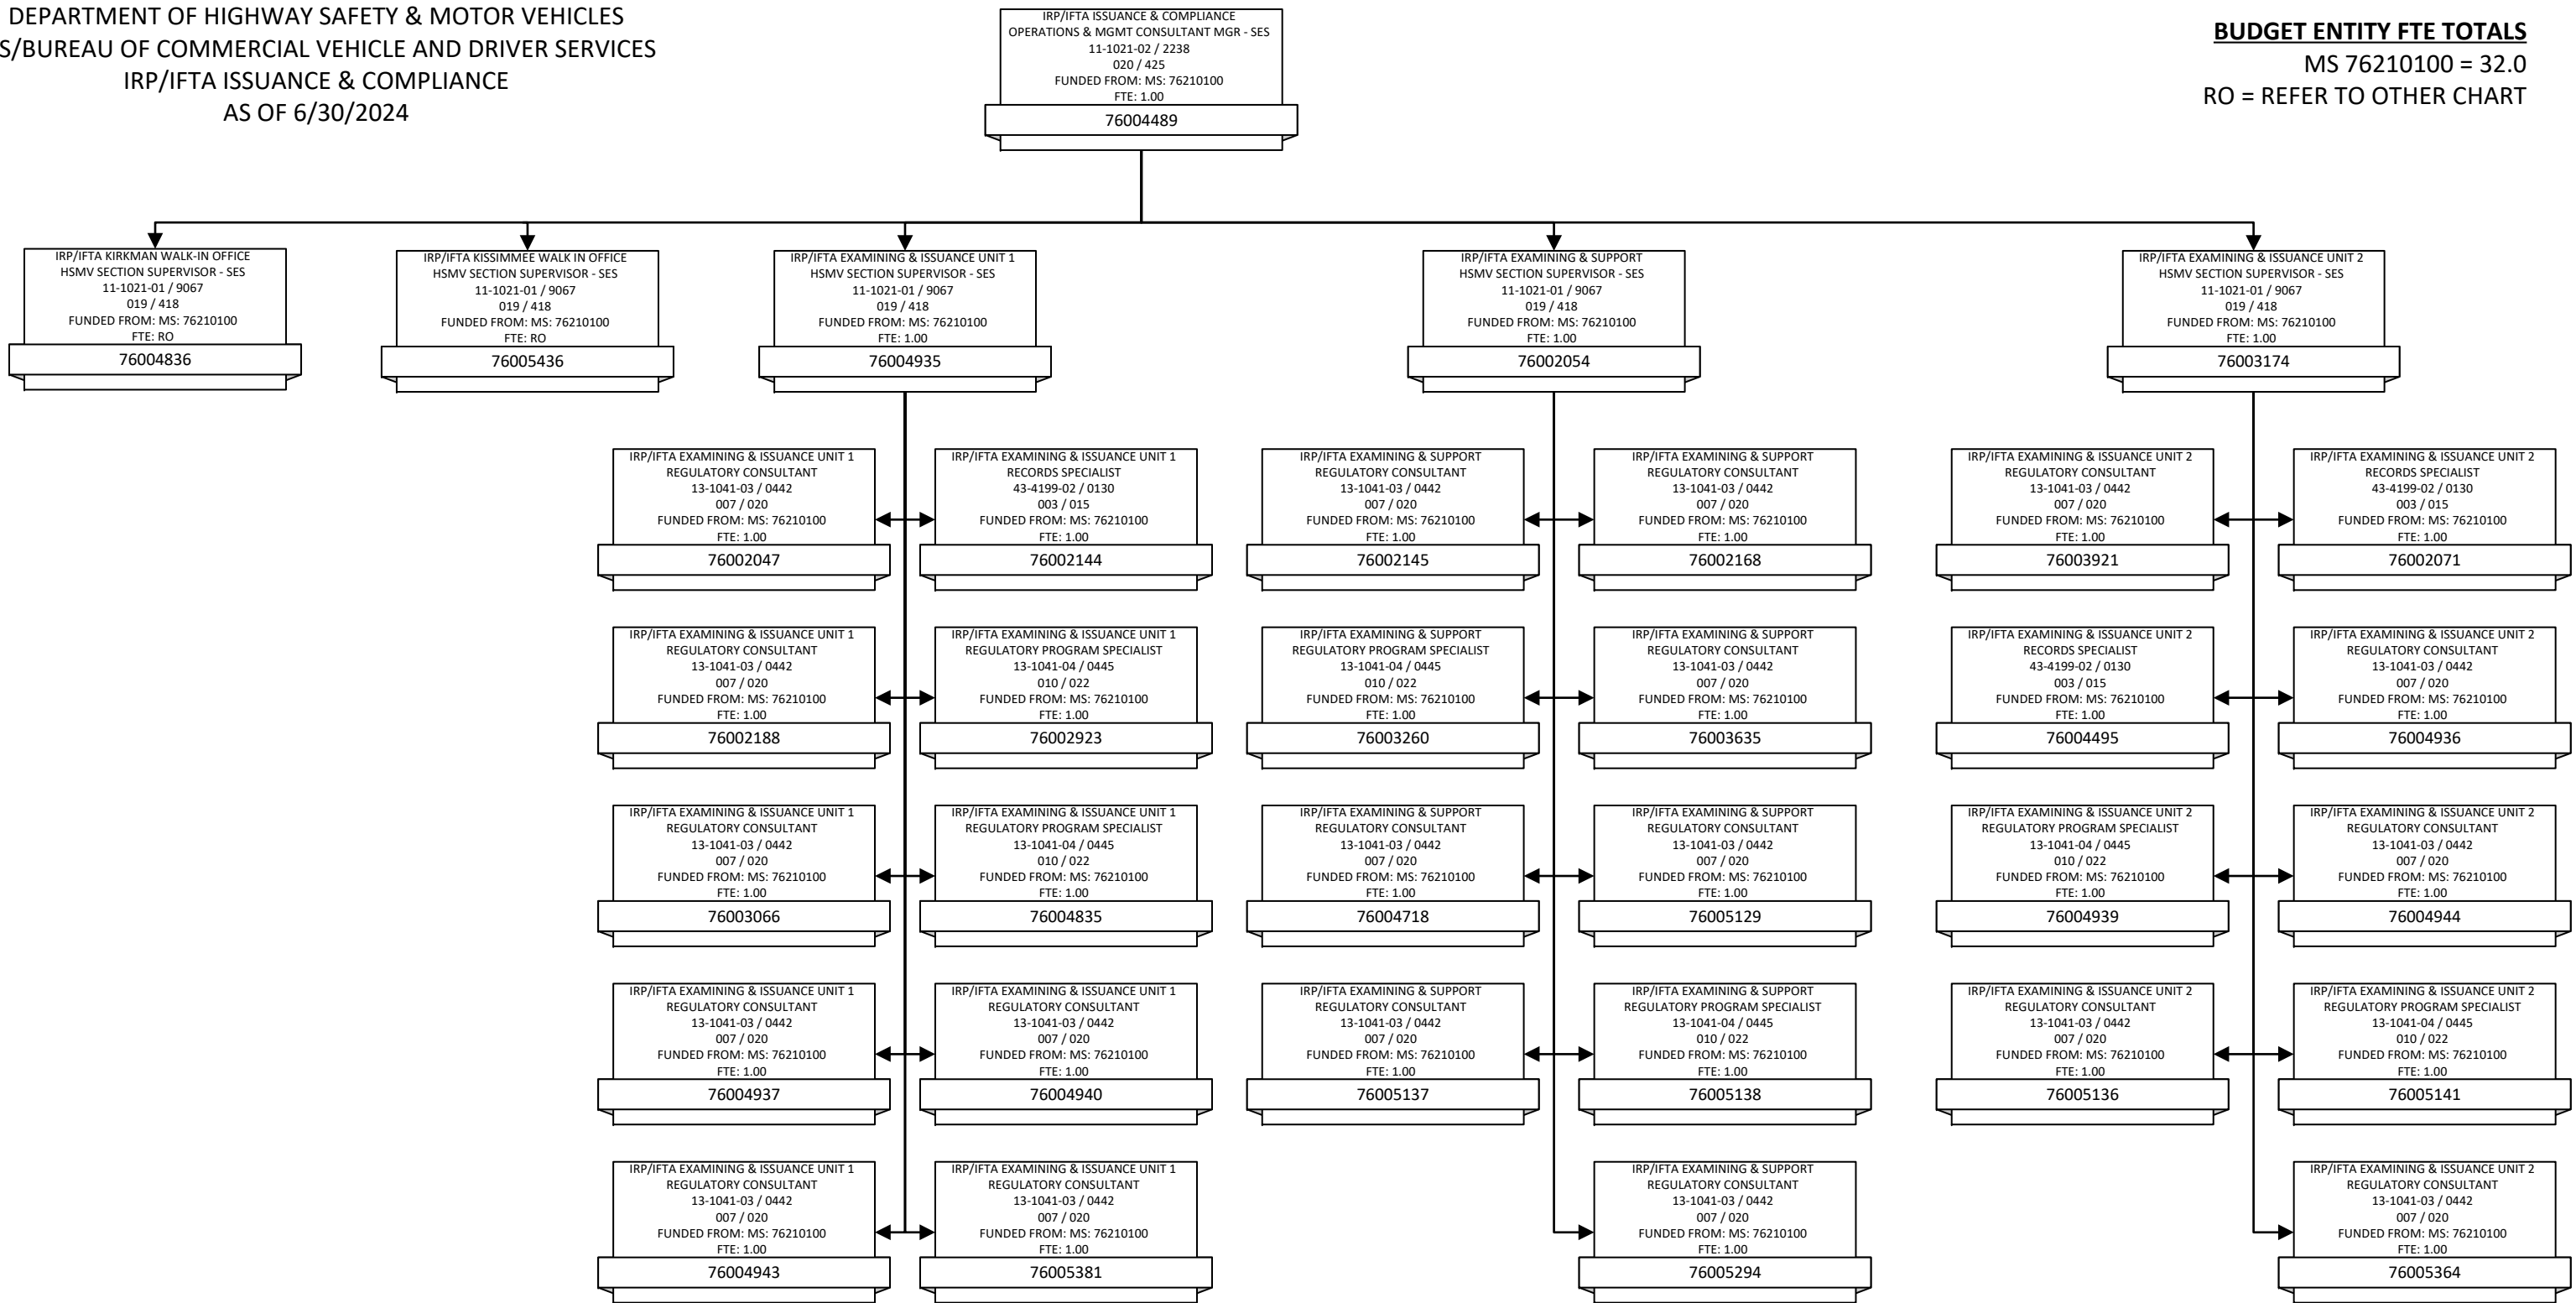 DEPARTMENT OF HIGHWAY SAFETY & MOTOR VEHICLES
S/BUREAU OF COMMERCIAL VEHICLE AND DRIVER SERVICES
IRP/IFTA ISSUANCE & COMPLIANCE
AS OF 6/30/2024
IRP/IFTA ISSUANCE & COMPLIANCE
OPERATIONS & MGMT CONSULTANT MGR - SES
11-1021-02 / 2238
020 / 425
FUNDED FROM: MS: 76210100
FTE: 1.00
76004489
BUDGET ENTITY FTE TOTALS
MS 76210100 = 32.0
RO = REFER TO OTHER CHART
IRP/IFTA KIRKMAN WALK-IN OFFICE
HSMV SECTION SUPERVISOR - SES
11-1021-01 / 9067
019 / 418
FUNDED FROM: MS: 76210100
FTE: RO
76004836
IRP/IFTA KISSIMMEE WALK IN OFFICE
HSMV SECTION SUPERVISOR - SES
11-1021-01 / 9067
019 / 418
FUNDED FROM: MS: 76210100
FTE: RO
76005436
IRP/IFTA EXAMINING & ISSUANCE UNIT 1
HSMV SECTION SUPERVISOR - SES
11-1021-01 / 9067
019 / 418
FUNDED FROM: MS: 76210100
FTE: 1.00
76004935
IRP/IFTA EXAMINING & SUPPORT
HSMV SECTION SUPERVISOR - SES
11-1021-01 / 9067
019 / 418
FUNDED FROM: MS: 76210100
FTE: 1.00
76002054
IRP/IFTA EXAMINING & ISSUANCE UNIT 2
HSMV SECTION SUPERVISOR - SES
11-1021-01 / 9067
019 / 418
FUNDED FROM: MS: 76210100
FTE: 1.00
76003174
IRP/IFTA EXAMINING & ISSUANCE UNIT 1
REGULATORY CONSULTANT
13-1041-03 / 0442
007 / 020
FUNDED FROM: MS: 76210100
FTE: 1.00
76002047
IRP/IFTA EXAMINING & ISSUANCE UNIT 1
RECORDS SPECIALIST
43-4199-02 / 0130
003 / 015
FUNDED FROM: MS: 76210100
FTE: 1.00
76002144
IRP/IFTA EXAMINING & SUPPORT
REGULATORY CONSULTANT
13-1041-03 / 0442
007 / 020
FUNDED FROM: MS: 76210100
FTE: 1.00
76002145
IRP/IFTA EXAMINING & SUPPORT
REGULATORY CONSULTANT
13-1041-03 / 0442
007 / 020
FUNDED FROM: MS: 76210100
FTE: 1.00
76002168
IRP/IFTA EXAMINING & ISSUANCE UNIT 2
REGULATORY CONSULTANT
13-1041-03 / 0442
007 / 020
FUNDED FROM: MS: 76210100
FTE: 1.00
76003921
IRP/IFTA EXAMINING & ISSUANCE UNIT 2
RECORDS SPECIALIST
43-4199-02 / 0130
003 / 015
FUNDED FROM: MS: 76210100
FTE: 1.00
76002071
IRP/IFTA EXAMINING & ISSUANCE UNIT 1
REGULATORY CONSULTANT
13-1041-03 / 0442
007 / 020
FUNDED FROM: MS: 76210100
FTE: 1.00
76002188
IRP/IFTA EXAMINING & ISSUANCE UNIT 1
REGULATORY PROGRAM SPECIALIST
13-1041-04 / 0445
010 / 022
FUNDED FROM: MS: 76210100
FTE: 1.00
76002923
IRP/IFTA EXAMINING & SUPPORT
REGULATORY PROGRAM SPECIALIST
13-1041-04 / 0445
010 / 022
FUNDED FROM: MS: 76210100
FTE: 1.00
76003260
IRP/IFTA EXAMINING & SUPPORT
REGULATORY CONSULTANT
13-1041-03 / 0442
007 / 020
FUNDED FROM: MS: 76210100
FTE: 1.00
76003635
IRP/IFTA EXAMINING & ISSUANCE UNIT 2
RECORDS SPECIALIST
43-4199-02 / 0130
003 / 015
FUNDED FROM: MS: 76210100
FTE: 1.00
76004495
IRP/IFTA EXAMINING & ISSUANCE UNIT 2
REGULATORY CONSULTANT
13-1041-03 / 0442
007 / 020
FUNDED FROM: MS: 76210100
FTE: 1.00
76004936
IRP/IFTA EXAMINING & ISSUANCE UNIT 1
REGULATORY CONSULTANT
13-1041-03 / 0442
007 / 020
FUNDED FROM: MS: 76210100
FTE: 1.00
76003066
IRP/IFTA EXAMINING & ISSUANCE UNIT 1
REGULATORY PROGRAM SPECIALIST
13-1041-04 / 0445
010 / 022
FUNDED FROM: MS: 76210100
FTE: 1.00
76004835
IRP/IFTA EXAMINING & SUPPORT
REGULATORY CONSULTANT
13-1041-03 / 0442
007 / 020
FUNDED FROM: MS: 76210100
FTE: 1.00
76004718
IRP/IFTA EXAMINING & SUPPORT
REGULATORY CONSULTANT
13-1041-03 / 0442
007 / 020
FUNDED FROM: MS: 76210100
FTE: 1.00
76005129
IRP/IFTA EXAMINING & ISSUANCE UNIT 2
REGULATORY PROGRAM SPECIALIST
13-1041-04 / 0445
010 / 022
FUNDED FROM: MS: 76210100
FTE: 1.00
76004939
IRP/IFTA EXAMINING & ISSUANCE UNIT 2
REGULATORY CONSULTANT
13-1041-03 / 0442
007 / 020
FUNDED FROM: MS: 76210100
FTE: 1.00
76004944
IRP/IFTA EXAMINING & ISSUANCE UNIT 1
REGULATORY CONSULTANT
13-1041-03 / 0442
007 / 020
FUNDED FROM: MS: 76210100
FTE: 1.00
76004937
IRP/IFTA EXAMINING & ISSUANCE UNIT 1
REGULATORY CONSULTANT
13-1041-03 / 0442
007 / 020
FUNDED FROM: MS: 76210100
FTE: 1.00
76004940
IRP/IFTA EXAMINING & SUPPORT
REGULATORY CONSULTANT
13-1041-03 / 0442
007 / 020
FUNDED FROM: MS: 76210100
FTE: 1.00
76005137
IRP/IFTA EXAMINING & SUPPORT
REGULATORY PROGRAM SPECIALIST
13-1041-04 / 0445
010 / 022
FUNDED FROM: MS: 76210100
FTE: 1.00
76005138
IRP/IFTA EXAMINING & ISSUANCE UNIT 2
REGULATORY CONSULTANT
13-1041-03 / 0442
007 / 020
FUNDED FROM: MS: 76210100
FTE: 1.00
76005136
IRP/IFTA EXAMINING & ISSUANCE UNIT 2
REGULATORY PROGRAM SPECIALIST
13-1041-04 / 0445
010 / 022
FUNDED FROM: MS: 76210100
FTE: 1.00
76005141
IRP/IFTA EXAMINING & ISSUANCE UNIT 1
REGULATORY CONSULTANT
13-1041-03 / 0442
007 / 020
FUNDED FROM: MS: 76210100
FTE: 1.00
76004943
IRP/IFTA EXAMINING & ISSUANCE UNIT 1
REGULATORY CONSULTANT
13-1041-03 / 0442
007 / 020
FUNDED FROM: MS: 76210100
FTE: 1.00
76005381
IRP/IFTA EXAMINING & SUPPORT
REGULATORY CONSULTANT
13-1041-03 / 0442
007 / 020
FUNDED FROM: MS: 76210100
FTE: 1.00
76005294
IRP/IFTA EXAMINING & ISSUANCE UNIT 2
REGULATORY CONSULTANT
13-1041-03 / 0442
007 / 020
FUNDED FROM: MS: 76210100
FTE: 1.00
76005364